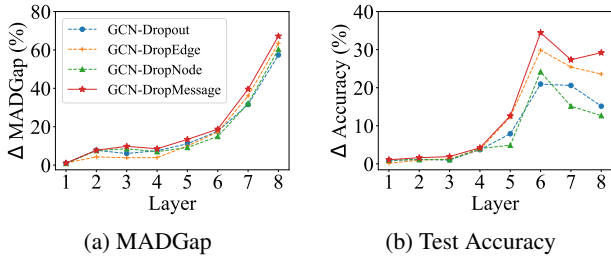 Δ MADGap (%)
80
60
40
20
0
GCN-Dropout
GCN-DropEdge
GCN-DropNode
GCN-DropMessage
1 2 3 4 5 6 7 8
Layer
(a) MADGap
Δ Accuracy (%)
40
30
20
10
0
1 2 3 4 5 6 7 8
Layer
(b) Test Accuracy